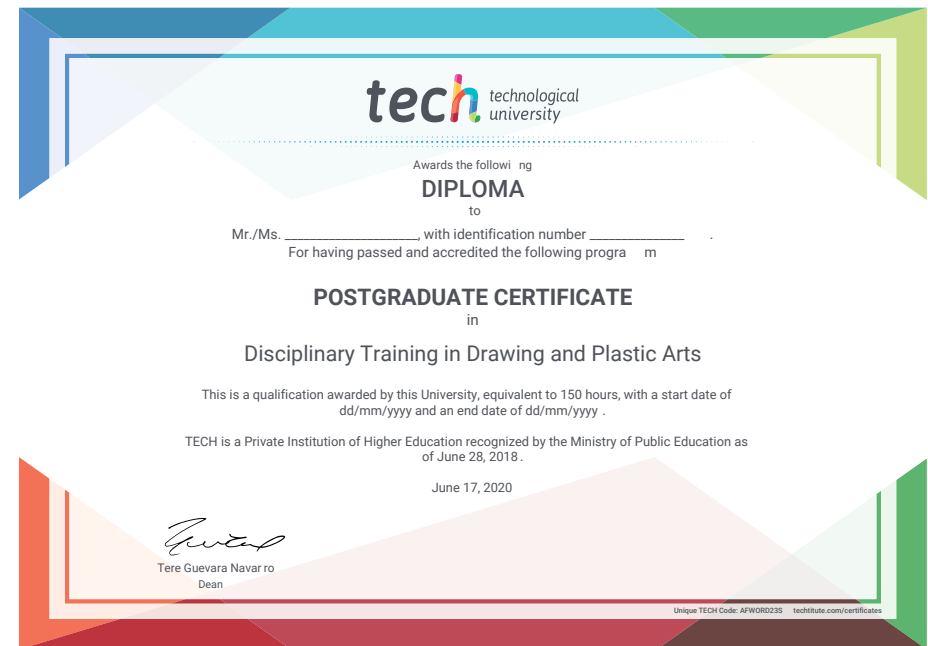 tech technological
university
Awards the followi ng
DIPLOMA
to
Mr./Ms. _____________________, with identification number _______________ .
For having passed and accredited the following progra m
POSTGRADUATE CERTIFICATE
in
Disciplinary Training in Drawing and Plastic Arts
This is a qualification awarded by this University, equivalent to 150 hours, with a start date of
dd/mm/yyyy and an end date of dd/mm/yyyy .
TECH is a Private Institution of Higher Education recognized by the Ministry of Public Education as
of June 28, 2018 .
June 17, 2020
Tere Guevara Navar ro
Dean
Unique TECH Code: AFWORD23S techtitute.com/certificates